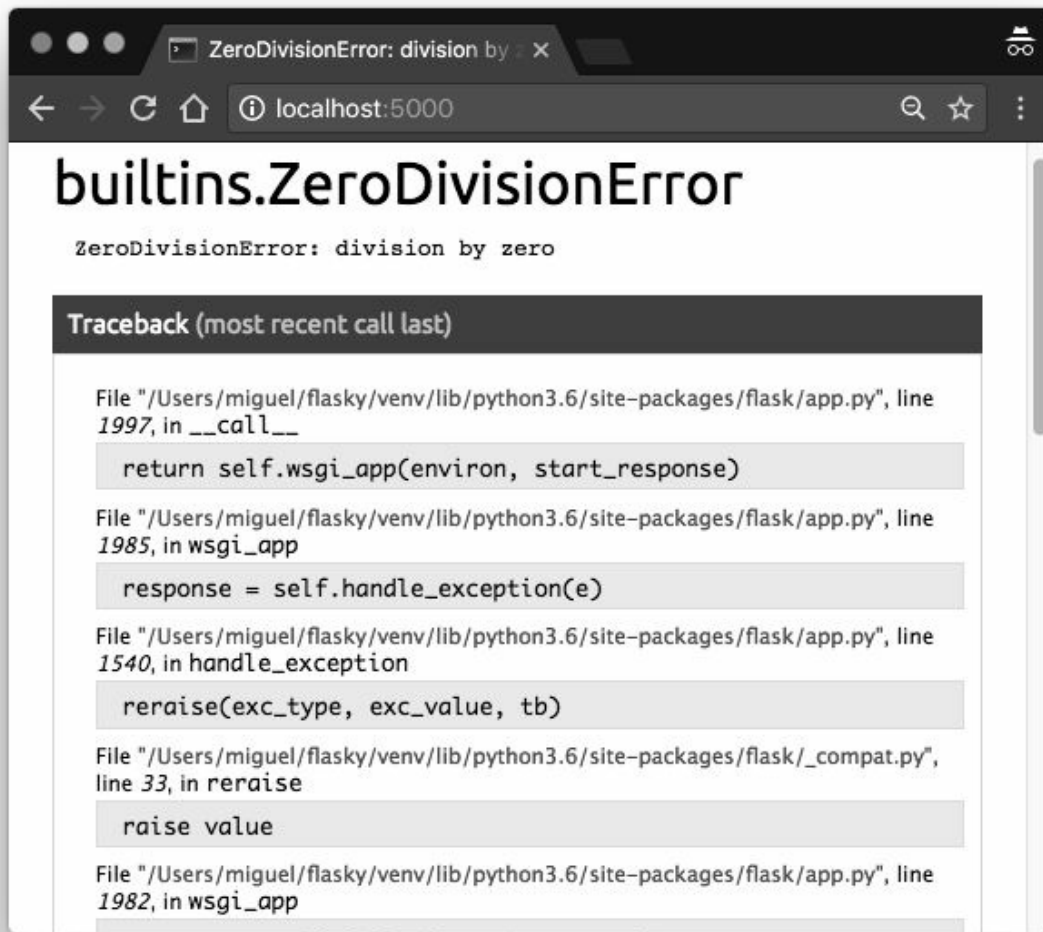 ZeroDivisionError: division by
localhost:5000
builtins.ZeroDivisionError
ZeroDivisionError: division by zero
Traceback (most recent call last)
File "/Users/miguel/flasky/venv/lib/python3.6/site-packages/flask/app.py", line
1997, in __call__
return self.wsgi_app(environ, start_response)
File "/Users/miguel/flasky/venv/lib/python3.6/site-packages/flask/app.py", line
1985, in wsgi_app
response = self.handle_exception(e)
File "/Users/miguel/flasky/venv/lib/python3.6/site-packages/flask/app.py", line
1540, in handle_exception
reraise(exc_type, exc_value, tb)
File "/Users/miguel/flasky/venv/lib/python3.6/site-packages/flask/_compat.py",
line 33, in reraise
raise value
File "/Users/miguel/flasky/venv/lib/python3.6/site-packages/flask/app.py", line
1982, in wsgi_app